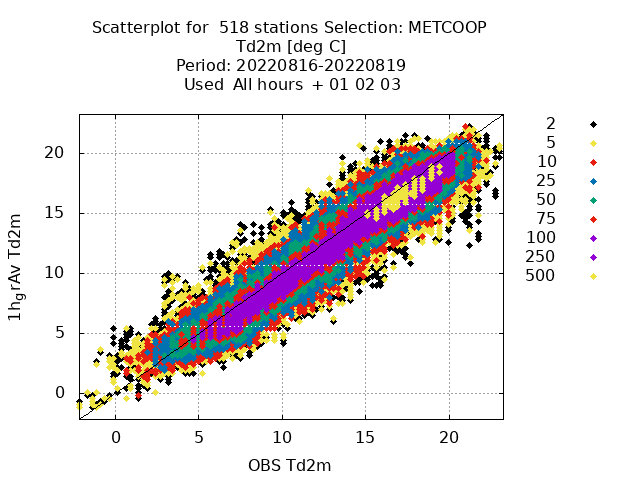 Scatterplot for  518 stations Selection: METCOOP
Td2m [deg C]
Period: 20220816-20220819
Used  All hours  + 01 02 03
2
5
10
25
50
75
100
250
500
20
15
10
5
0
1hgrAv Td2m
0 5 10 15 20
OBS Td2m